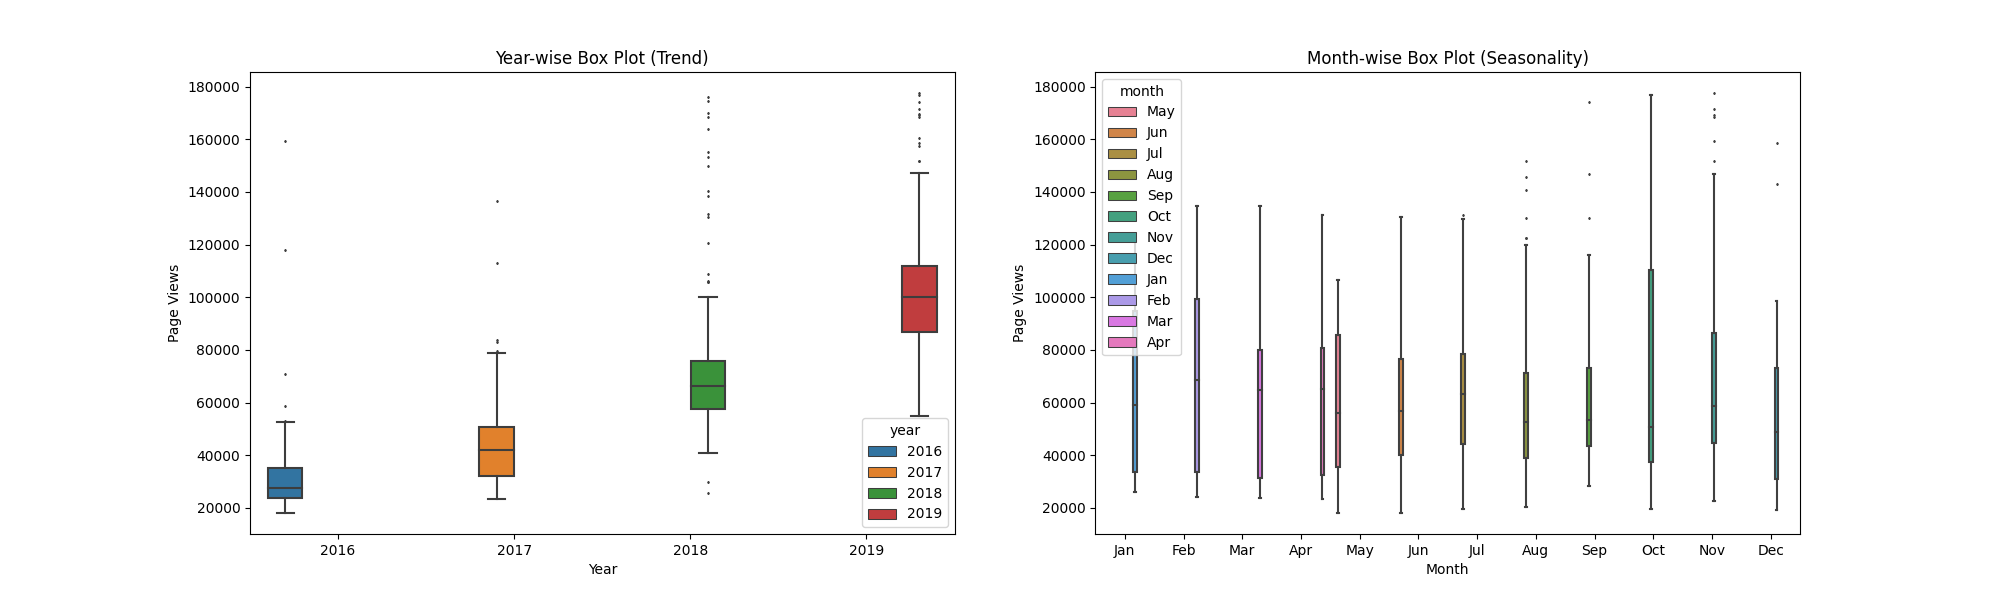 Year-wise Box Plot (Trend)
Page Views
180000
160000
140000
120000
100000
80000
60000
40000
20000
2016
2017
2018
2019
Year
year
2016
2017
2018
2019
Month-wise Box Plot (Seasonality)
Page Views
180000
160000
140000
120000
100000
80000
60000
40000
20000
month
May
Jun
Jul
Aug
Sep
Oct
Nov
Dec
Jan
Feb
Mar
Apr
Jan
Feb
Mar
Apr
May
Jun
Jul
Aug
Sep
Oct
Nov
Dec
Month